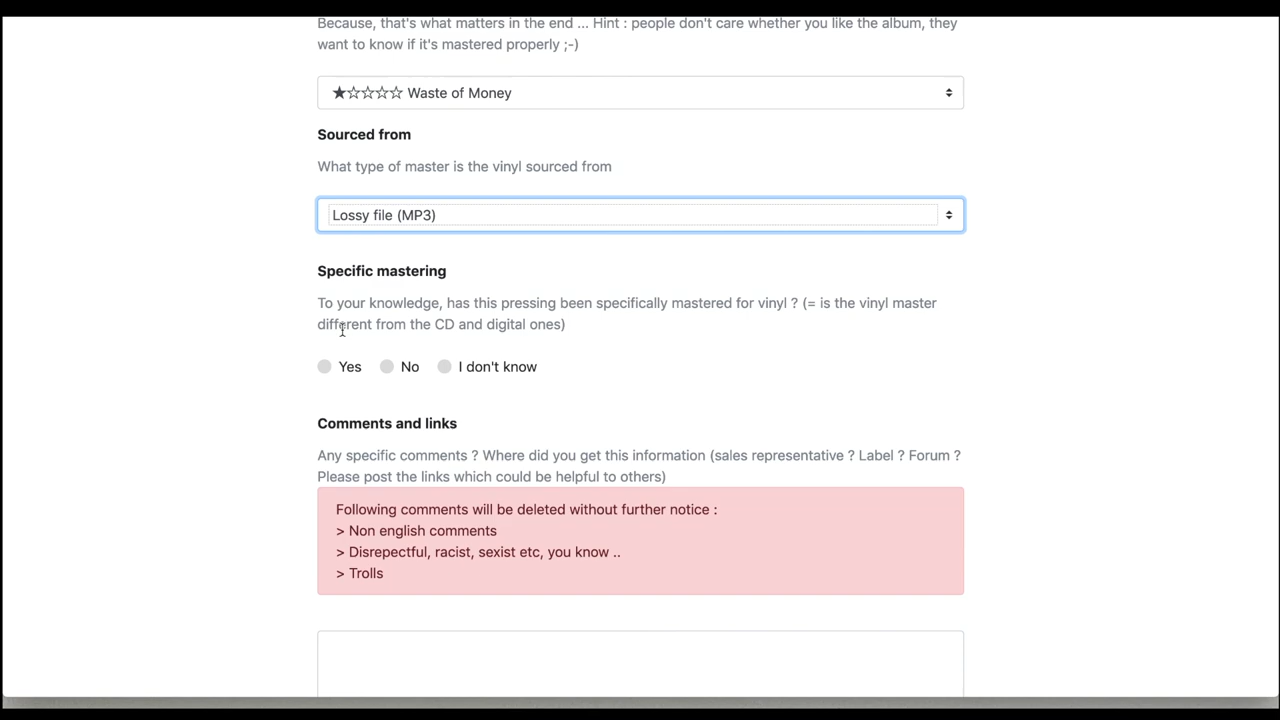 Because, that's what matters in the end ... Hint : people don't care whether you like the album, they
want to know if it's mastered properly ;-)
★☆☆☆☆ Waste of Money
Sourced from
What type of master is the vinyl sourced from
Lossy file (MP3)
Specific mastering
To your knowledge, has this pressing been specifically mastered for vinyl ? (= is the vinyl master
different from the CD and digital ones)
Yes No I don't know
Comments and links
Any specific comments ? Where did you get this information (sales representative ? Label ? Forum ?
Please post the links which could be helpful to others)
Following comments will be deleted without further notice :
> Non english comments
> Disrepectful, racist, sexist etc, you know ..
> Trolls